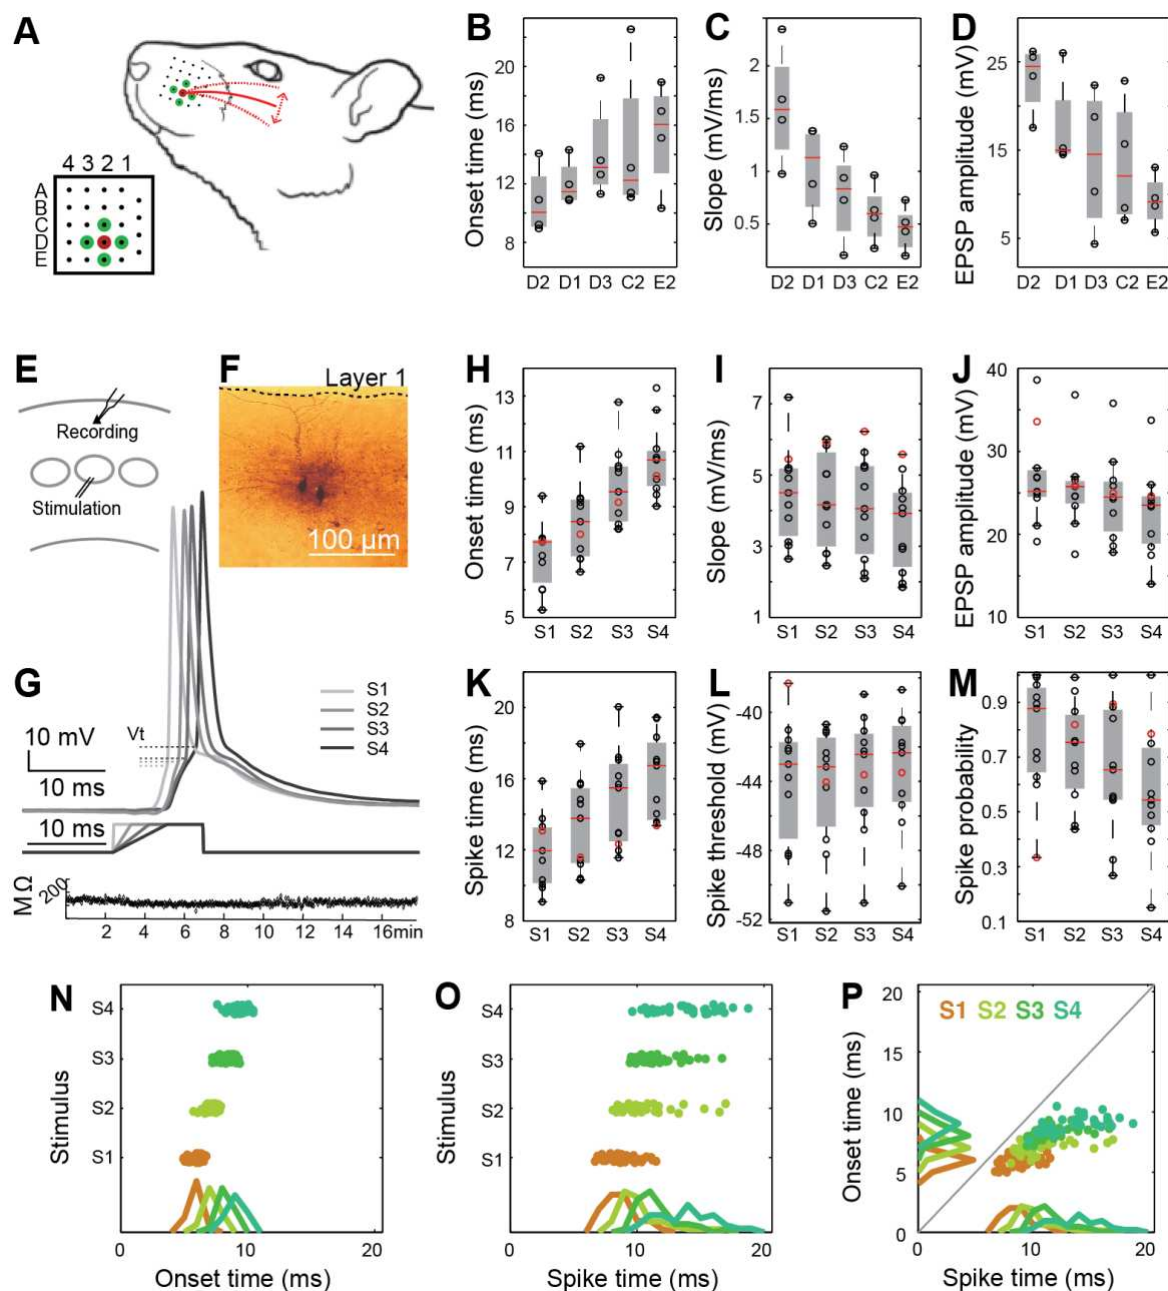 A
4 3 2 1
A
B
C
D
E
B
Onset time (ms)
20
16
12
8
D2 D1 D3 C2 E2
C
Slope (mV/ms)
2
1.5
1
0.5
D2 D1 D3 C2 E2
D
EPSP amplitude (mV)
25
15
5
D2 D1 D3 C2 E2
E
Recording
Stimulation
F
Layer 1
100 µm
G
S1
S2
S3
S4
Vt
10 mV
10 ms
10 ms
MΩ
200
2 4 6 8 10 12 14 16min
H
Onset time (ms)
13
11
9
7
5
S1 S2 S3 S4
I
Slope (mV/ms)
7
5
3
1
S1 S2 S3 S4
J
EPSP amplitude (mV)
40
30
20
10
S1 S2 S3 S4
K
Spike time (ms)
20
16
12
8
S1 S2 S3 S4
L
Spike threshold (mV)
-40
-44
-48
-52
S1 S2 S3 S4
M
Spike probability
0.9
0.7
0.5
0.3
0.1
S1 S2 S3 S4
N
Stimulus
S4
S3
S2
S1
0 10 20
Onset time (ms)
O
Stimulus
S4
S3
S2
S1
0 10 20
Spike time (ms)
P
S1 S2 S3 S4
Onset time (ms)
20
15
10
5
0
0 10 20
Spike time (ms)